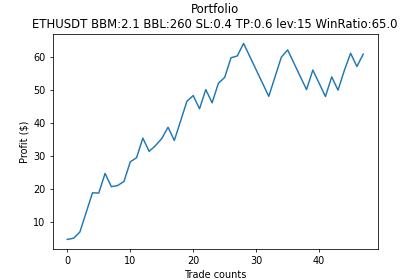 Portfolio
ETHUSDT BBM:2.1 BBL:260 SL:0.4 TP:0.6 lev:15 WinRatio:65.0
60
50
40
30
20
10
Profit ($)
0
10
20
30
40
Trade counts